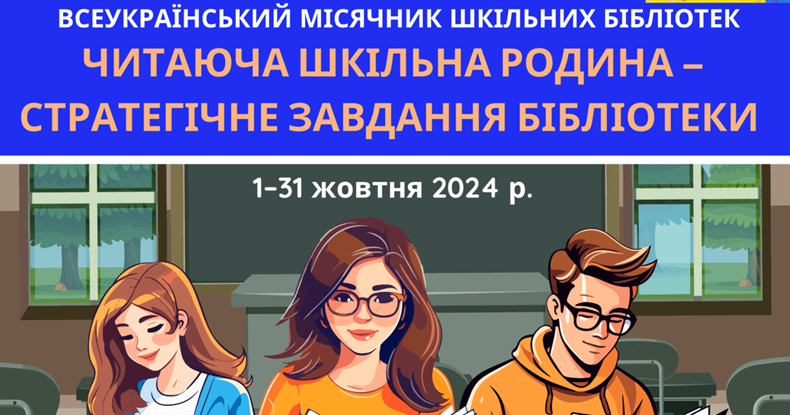 ВСЕУКРАЇНСЬКИЙ МІСЯЧНИК ШКІЛЬНИХ БІБЛІОТЕК
ЧИТАЮЧА ШКІЛЬНА РОДИНА –
СТРАТЕГІЧНЕ ЗАВДАННЯ БІБЛІОТЕКИ
1–31 жовтня 2024 р.